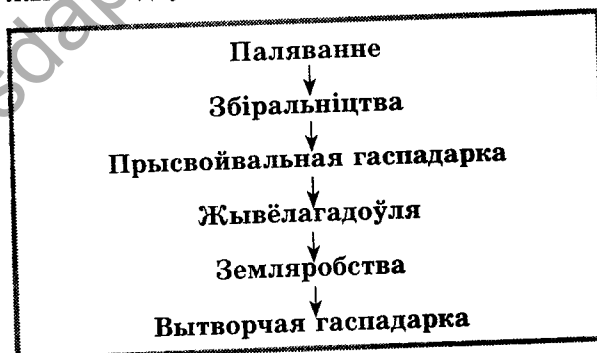 Паляванне
Збіральніцтва
Прысвойвальная гаспадарка
Жывёлагадоўля
Земляробства
Вытворчая гаспадарка